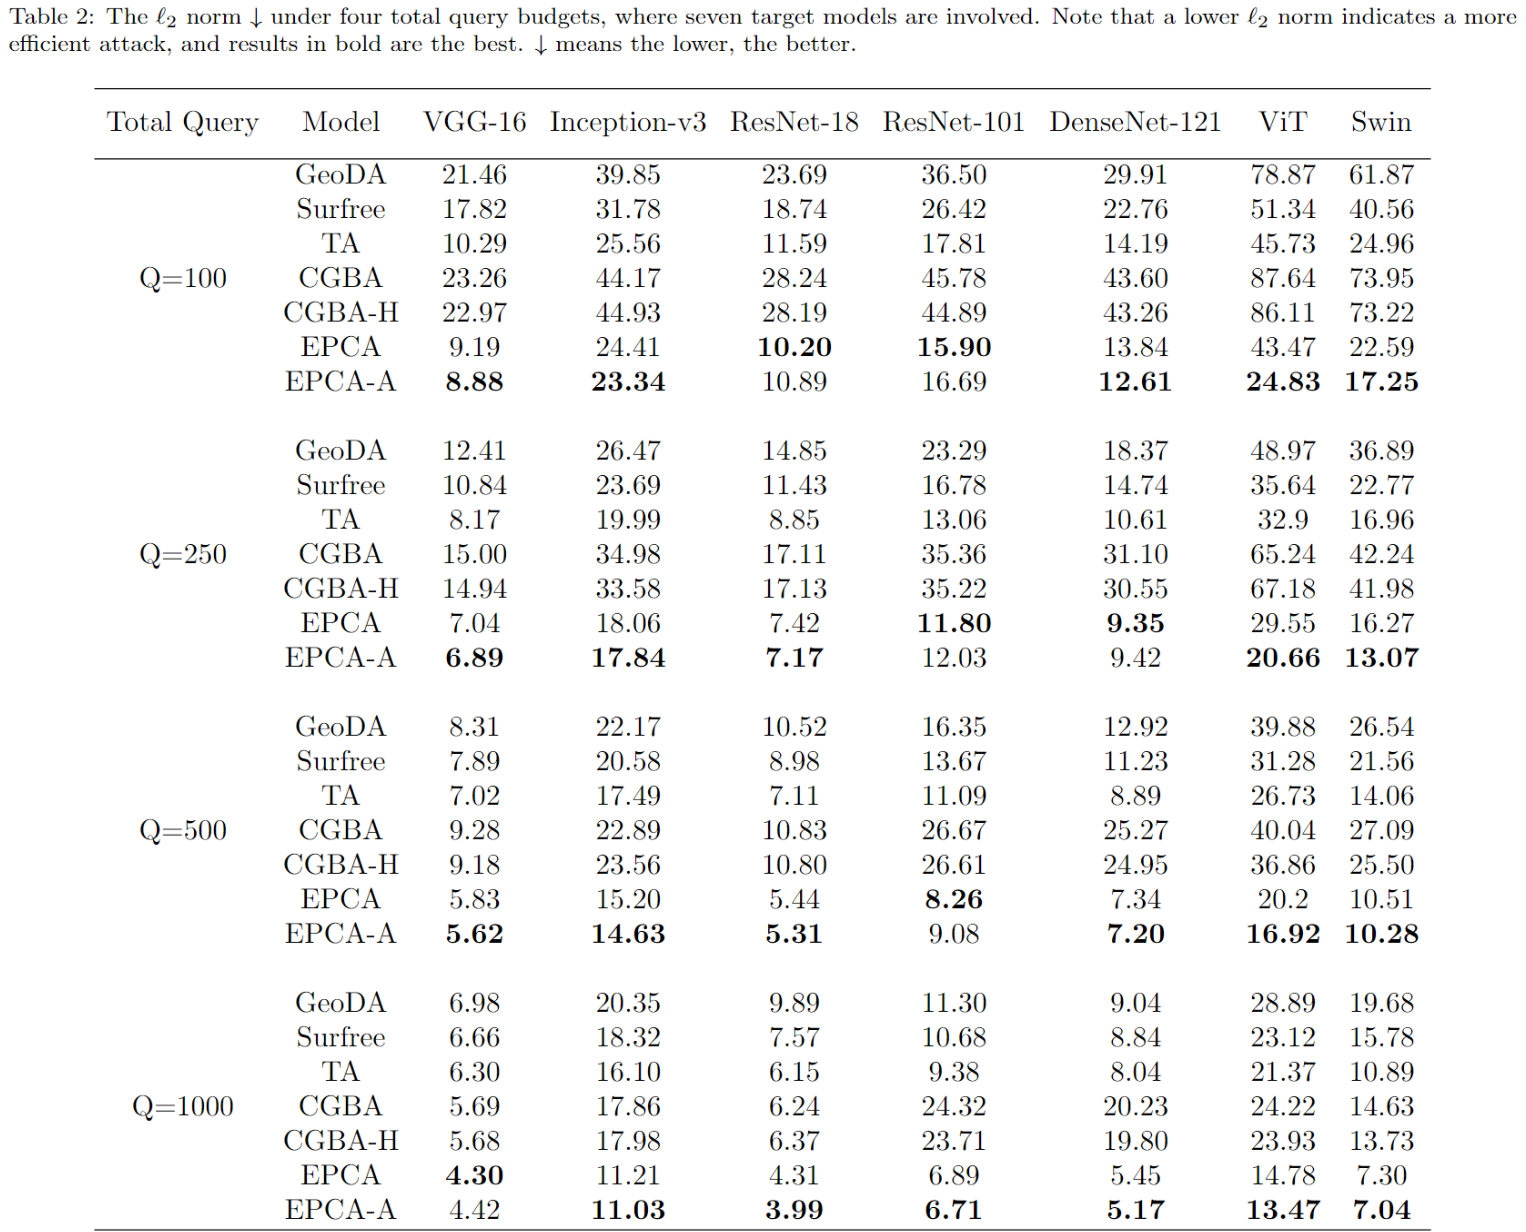 Table 2: The ℓ2 norm ↓ under four total query budgets, where seven target models are involved. Note that a lower ℓ2 norm indicates a more
efficient attack, and results in bold are the best. ↓ means the lower, the better.
Total Query Model VGG-16 Inception-v3 ResNet-18 ResNet-101 DenseNet-121 ViT Swin
GeoDA 21.46 39.85 23.69 36.50 29.91 78.87 61.87
Surfree 17.82 31.78 18.74 26.42 22.76 51.34 40.56
TA 10.29 25.56 11.59 17.81 14.19 45.73 24.96
Q=100 CGBA 23.26 44.17 28.24 45.78 43.60 87.64 73.95
CGBA-H 22.97 44.93 28.19 44.89 43.26 86.11 73.22
EPCA 9.19 24.41 10.20 15.90 13.84 43.47 22.59
EPCA-A 8.88 23.34 10.89 16.69 12.61 24.83 17.25
GeoDA 12.41 26.47 14.85 23.29 18.37 48.97 36.89
Surfree 10.84 23.69 11.43 16.78 14.74 35.64 22.77
TA 8.17 19.99 8.85 13.06 10.61 32.9 16.96
Q=250 CGBA 15.00 34.98 17.11 35.36 31.10 65.24 42.24
CGBA-H 14.94 33.58 17.13 35.22 30.55 67.18 41.98
EPCA 7.04 18.06 7.42 11.80 9.35 29.55 16.27
EPCA-A 6.89 17.84 7.17 12.03 9.42 20.66 13.07
GeoDA 8.31 22.17 10.52 16.35 12.92 39.88 26.54
Surfree 7.89 20.58 8.98 13.67 11.23 31.28 21.56
TA 7.02 17.49 7.11 11.09 8.89 26.73 14.06
Q=500 CGBA 9.28 22.89 10.83 26.67 25.27 40.04 27.09
CGBA-H 9.18 23.56 10.80 26.61 24.95 36.86 25.50
EPCA 5.83 15.20 5.44 8.26 7.34 20.2 10.51
EPCA-A 5.62 14.63 5.31 9.08 7.20 16.92 10.28
GeoDA 6.98 20.35 9.89 11.30 9.04 28.89 19.68
Surfree 6.66 18.32 7.57 10.68 8.84 23.12 15.78
TA 6.30 16.10 6.15 9.38 8.04 21.37 10.89
Q=1000 CGBA 5.69 17.86 6.24 24.32 20.23 24.22 14.63
CGBA-H 5.68 17.98 6.37 23.71 19.80 23.93 13.73
EPCA 4.30 11.21 4.31 6.89 5.45 14.78 7.30
EPCA-A 4.42 11.03 3.99 6.71 5.17 13.47 7.04